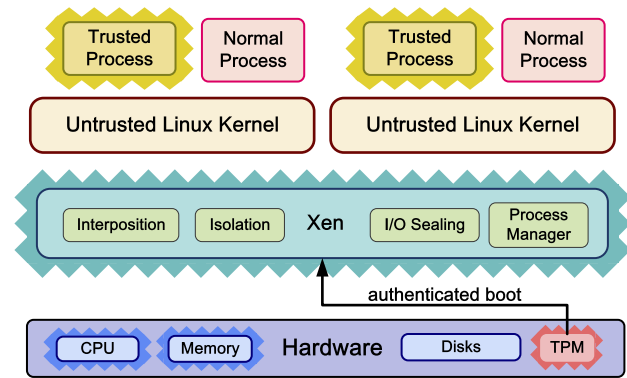 Trusted
Process
Normal
Process
Trusted
Process
Normal
Process
Untrusted Linux Kernel
Untrusted Linux Kernel
Interposition
Isolation
Xen
I/O Sealing
Process
Manager
authenticated boot
CPU
Memory
Hardware
Disks
TPM